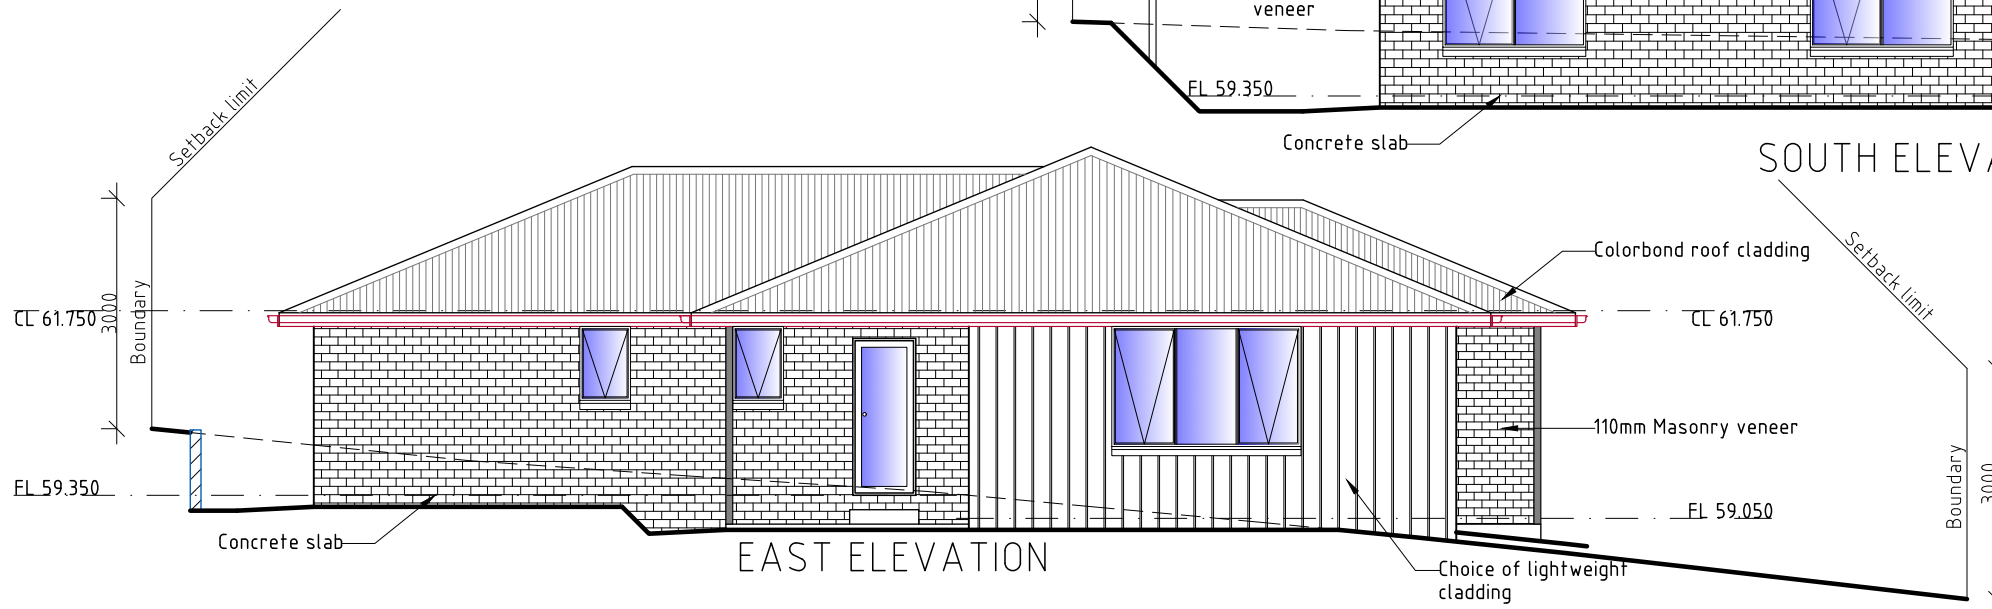 veneer
FL 59.350
Concrete slab
SOUTH ELEVA
Setback limit
Setback limit
Colorbond roof cladding
CL 61.750
3000
Boundary
CL 61.750
110mm Masonry veneer
FL 59.350
FL 59.050
Boundary
3000
Concrete slab
EAST ELEVATION
Choice of lightweight
cladding